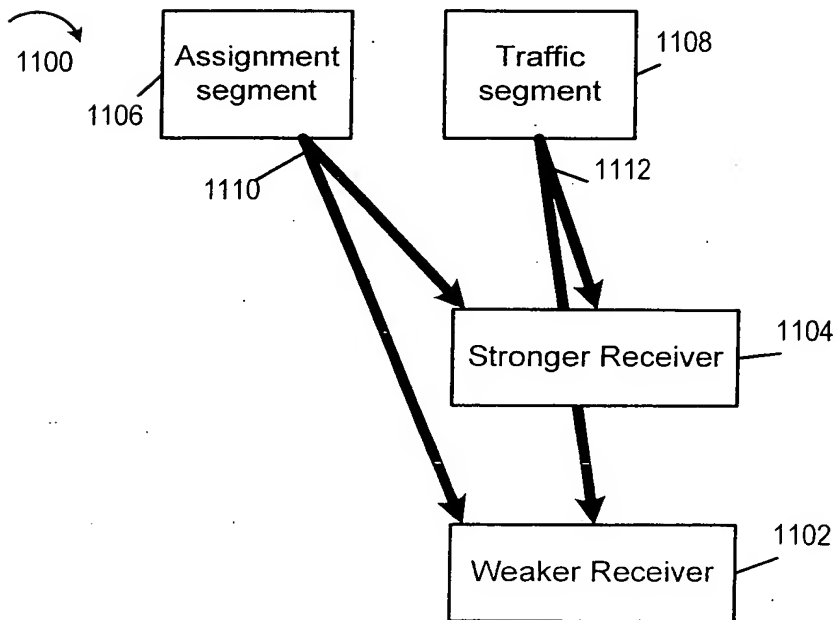 1100
Assignment
segment
1106
Traffic
segment
1108
1110
1112
Stronger Receiver
1104
Weaker Receiver
1102